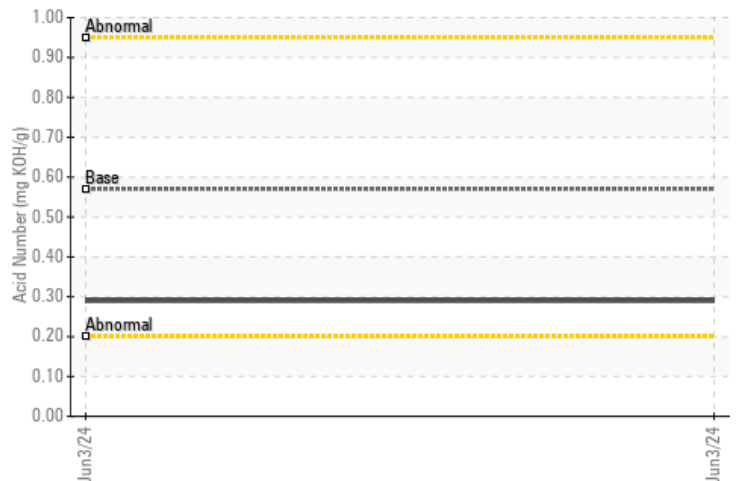 Acid Number (mg KOH/g)
1.00
0.90
0.80
0.70
0.60
0.50
0.40
0.30
0.20
0.10
0.00
Abnormal
Base
Abnormal
Jun3/24
Jun3/24